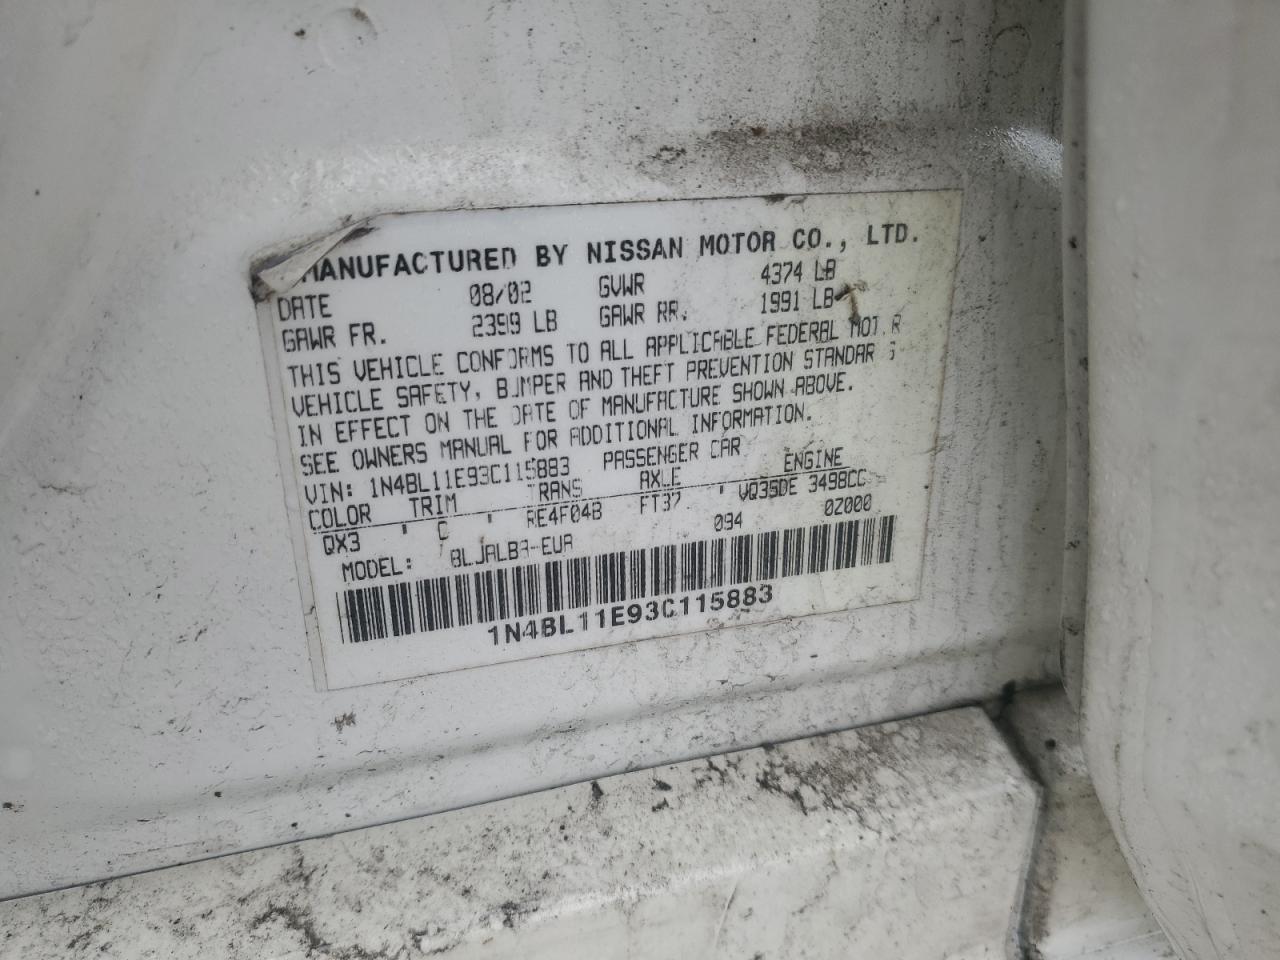 MANUFACTURED BY NISSAN MOTOR CO., LTD.
DATE 08/02 GVWR 4374 LB
GAWR FR. 2399 LB GAWR RR. 1991 LB
THIS VEHICLE CONFORMS TO ALL APPLICABLE FEDERAL MOT R
VEHICLE SAFETY, BUMPER AND THEFT PREVENTION STANDAR S
IN EFFECT ON THE DATE OF MANUFACTURE SHOWN ABOVE.
SEE OWNERS MANUAL FOR ADDITIONAL INFORMATION.
VIN: 1N4BL11E93C115883 PASSENGER CAR
COLOR TRIM TRANS AXLE ENGINE
QX3 ' C ' RE4F04B FT37 ' VQ35DE 3498CC
MODEL: BLJALBA-EUA 094 02000
1N4BL11E93C115883